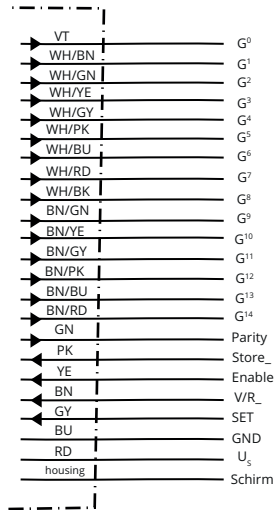 VT G⁰
WH/BN G¹
WH/GN G²
WH/YE G³
WH/GY G⁴
WH/PK G⁵
WH/BU G⁶
WH/RD G⁷
WH/BK G⁸
BN/GN G⁹
BN/YE G¹⁰
BN/GY G¹¹
BN/PK G¹²
BN/BU G¹³
BN/RD G¹⁴
GN Parity
PK Store_
YE Enable
BN V/R_
GY SET
BU GND
RD Uₛ
housing Schirm